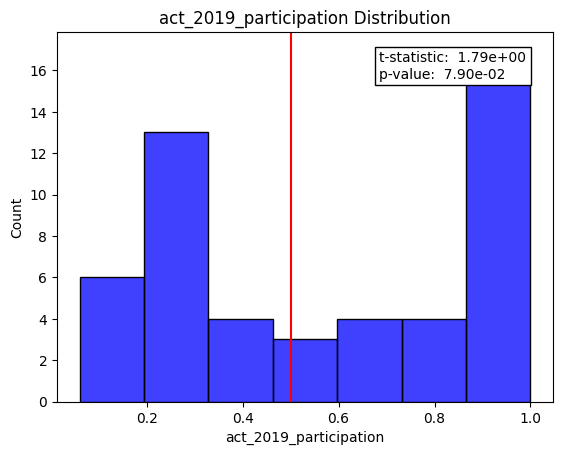 act_2019_participation Distribution
t-statistic:  1.79e+00
p-value:  7.90e-02
16
14
12
10
8
6
4
2
0
Count
0.2 0.4 0.6 0.8 1.0
act_2019_participation